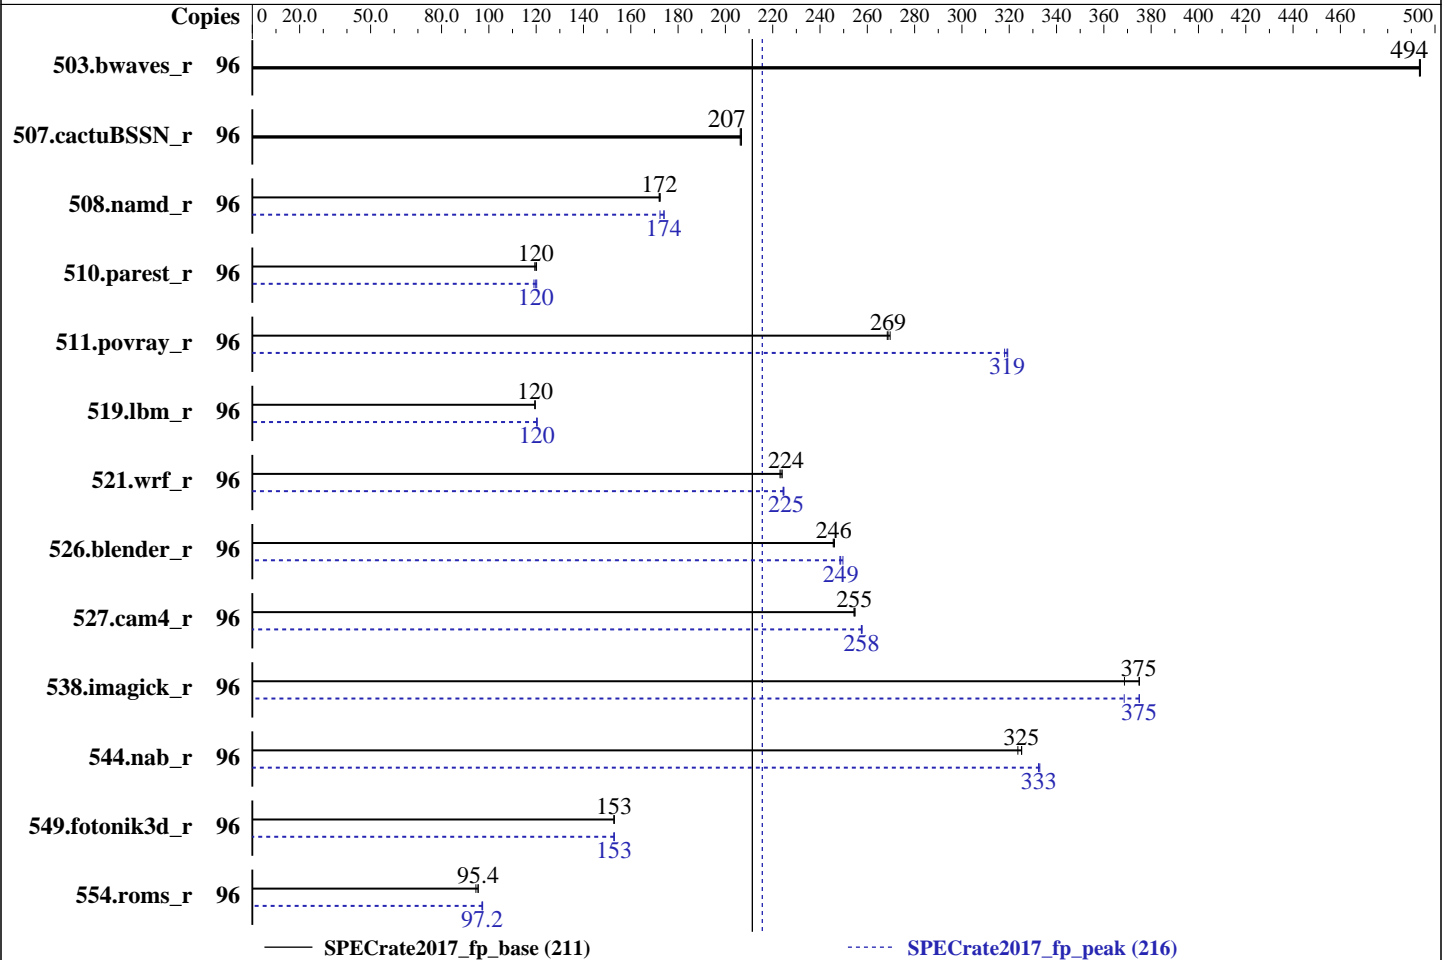 Copies 0 20.0 50.0 80.0 100 120 140 160 180 200 220 240 260 280 300 320 340 360 380 400 420 440 460 500
503.bwaves_r 96 494
507.cactuBSSN_r 96 207
508.namd_r 96 172
174
510.parest_r 96 120
120
511.povray_r 96 269
319
519.lbm_r 96 120
120
521.wrf_r 96 224
225
526.blender_r 96 246
249
527.cam4_r 96 255
258
538.imagick_r 96 375
375
544.nab_r 96 325
333
549.fotonik3d_r 96 153
153
554.roms_r 96 95.4
97.2
SPECrate2017_fp_base (211) SPECrate2017_fp_peak (216)